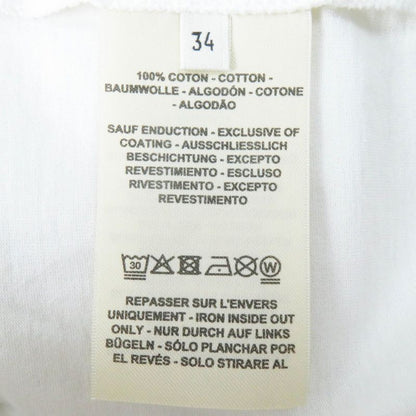 34
100% COTON - COTTON -
BAUMWOLLE - ALGODÓN - COTONE
- ALGODÃO
SAUF ENDUCTION - EXCLUSIVE OF
COATING - AUSSCHLIESSLICH
BESCHICHTUNG - EXCEPTO
REVESTIMIENTO - ESCLUSO
RIVESTIMENTO - EXCEPTO
REVESTIMENTO
30 W
REPASSER SUR L'ENVERS
UNIQUEMENT - IRON INSIDE OUT
ONLY - NUR DURCH AUF LINKS
BÜGELN - SÓLO PLANCHAR POR
EL REVÉS - SOLO STIRARE AL